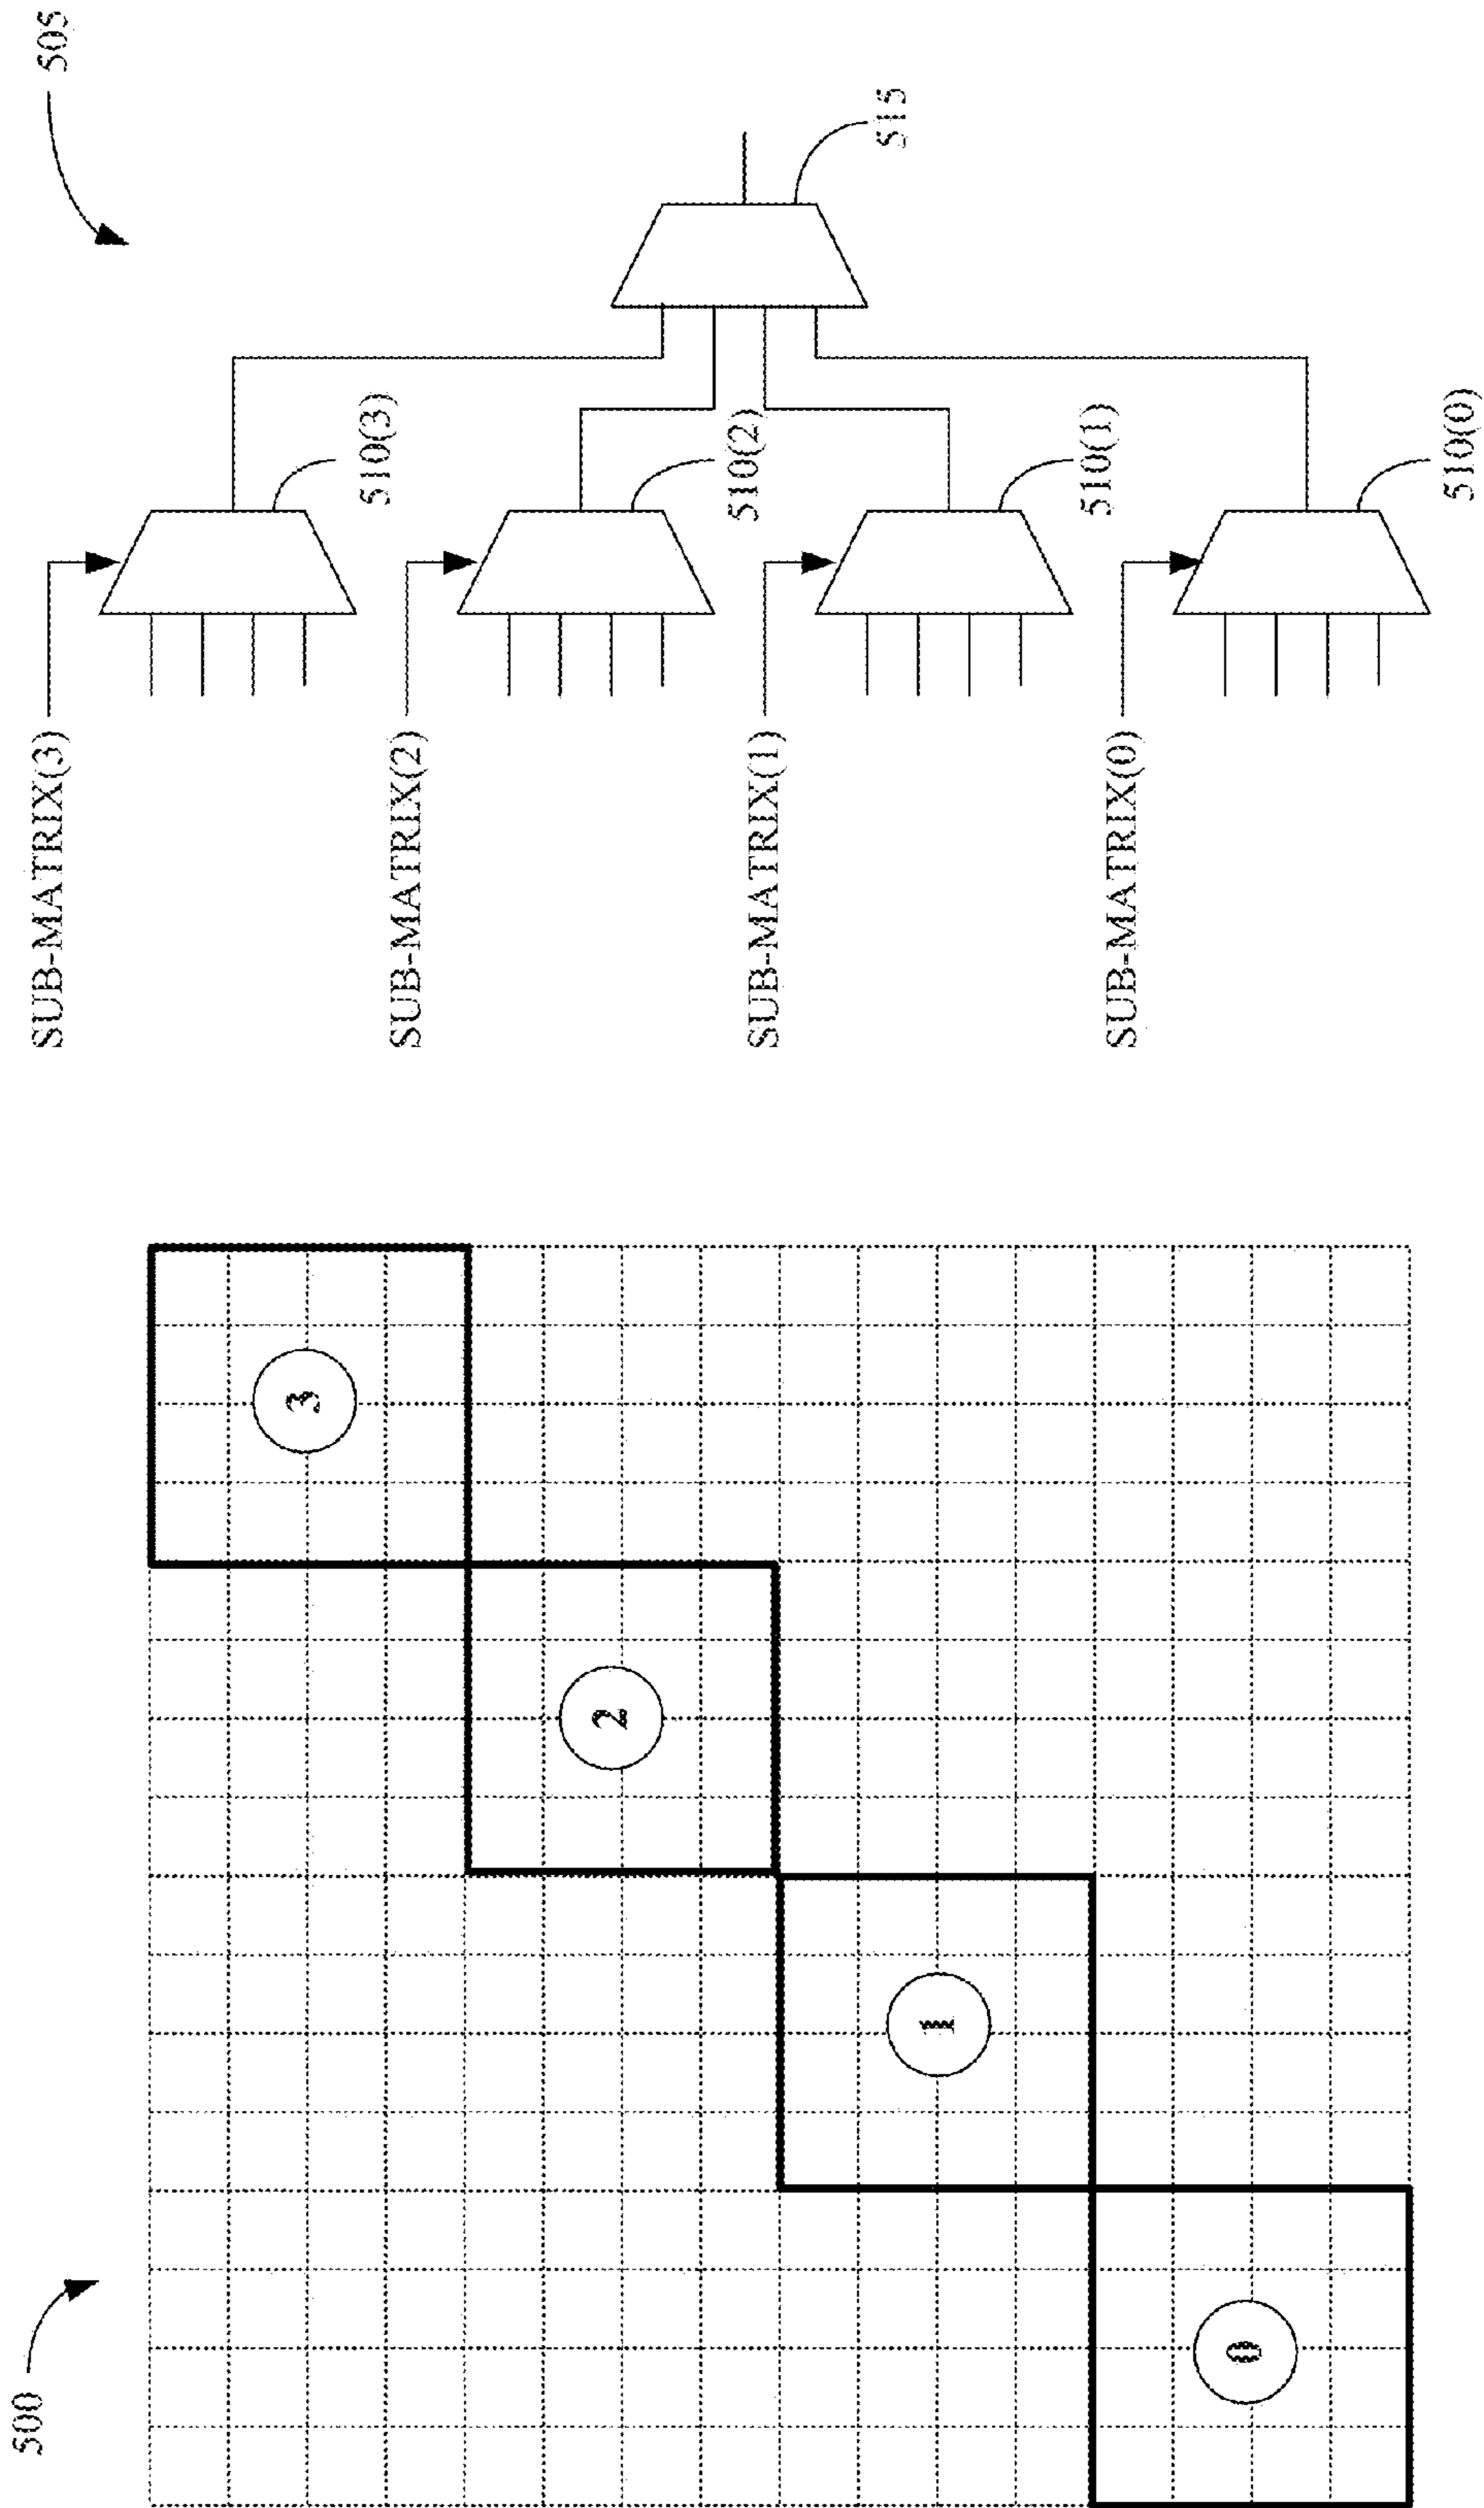 500
3
2
1
0
505
SUB-MATRIX(3)
510(3)
SUB-MATRIX(2)
510(2)
515
SUB-MATRIX(1)
510(1)
SUB-MATRIX(0)
510(0)